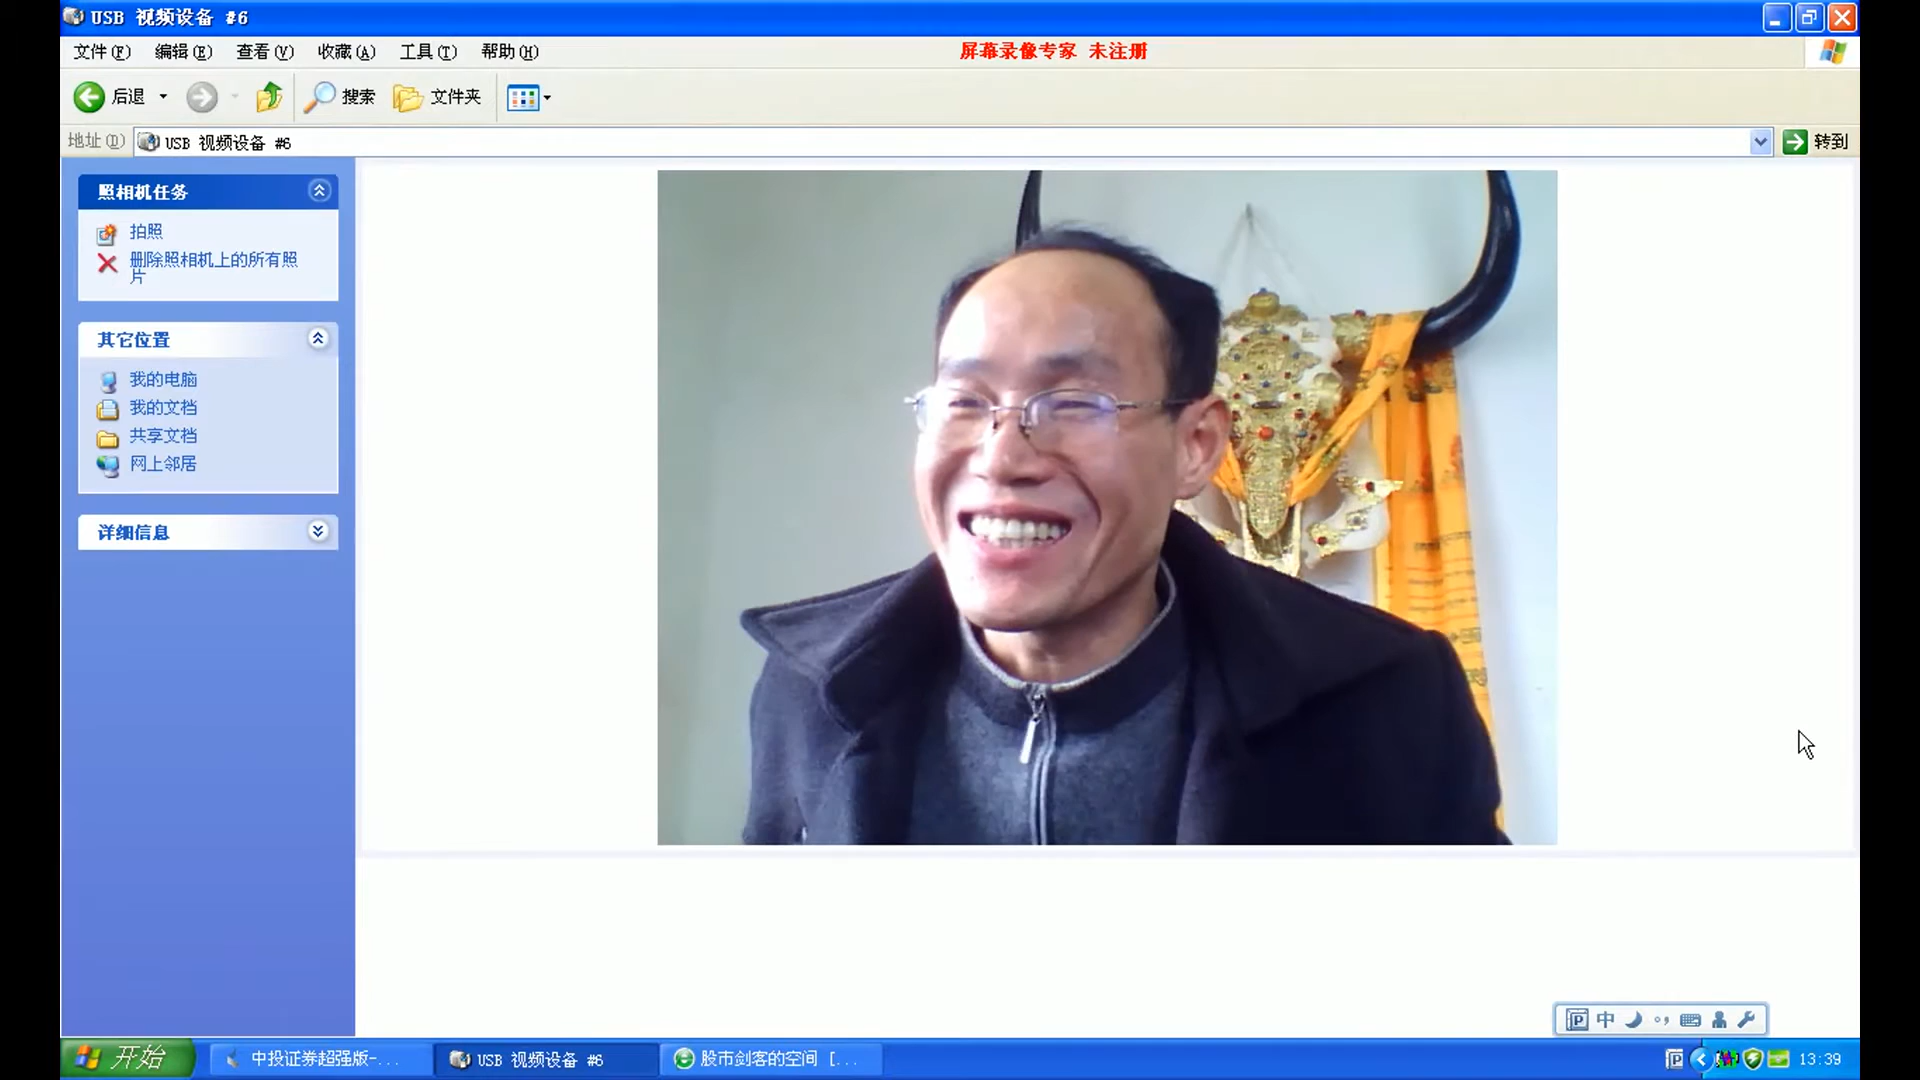 USB 视频设备 #6
文件(F) 编辑(E) 查看(V) 收藏(A) 工具(T) 帮助(H) 屏幕录像专家 未注册
后退 搜索 文件夹
地址(D) USB 视频设备 #6 转到
照相机任务
拍照
删除照相机上的所有照
片
其它位置
我的电脑
我的文档
共享文档
网上邻居
详细信息
中
开始 中投证券超强版-... USB 视频设备 #6 股市剑客的空间 [... 13:39